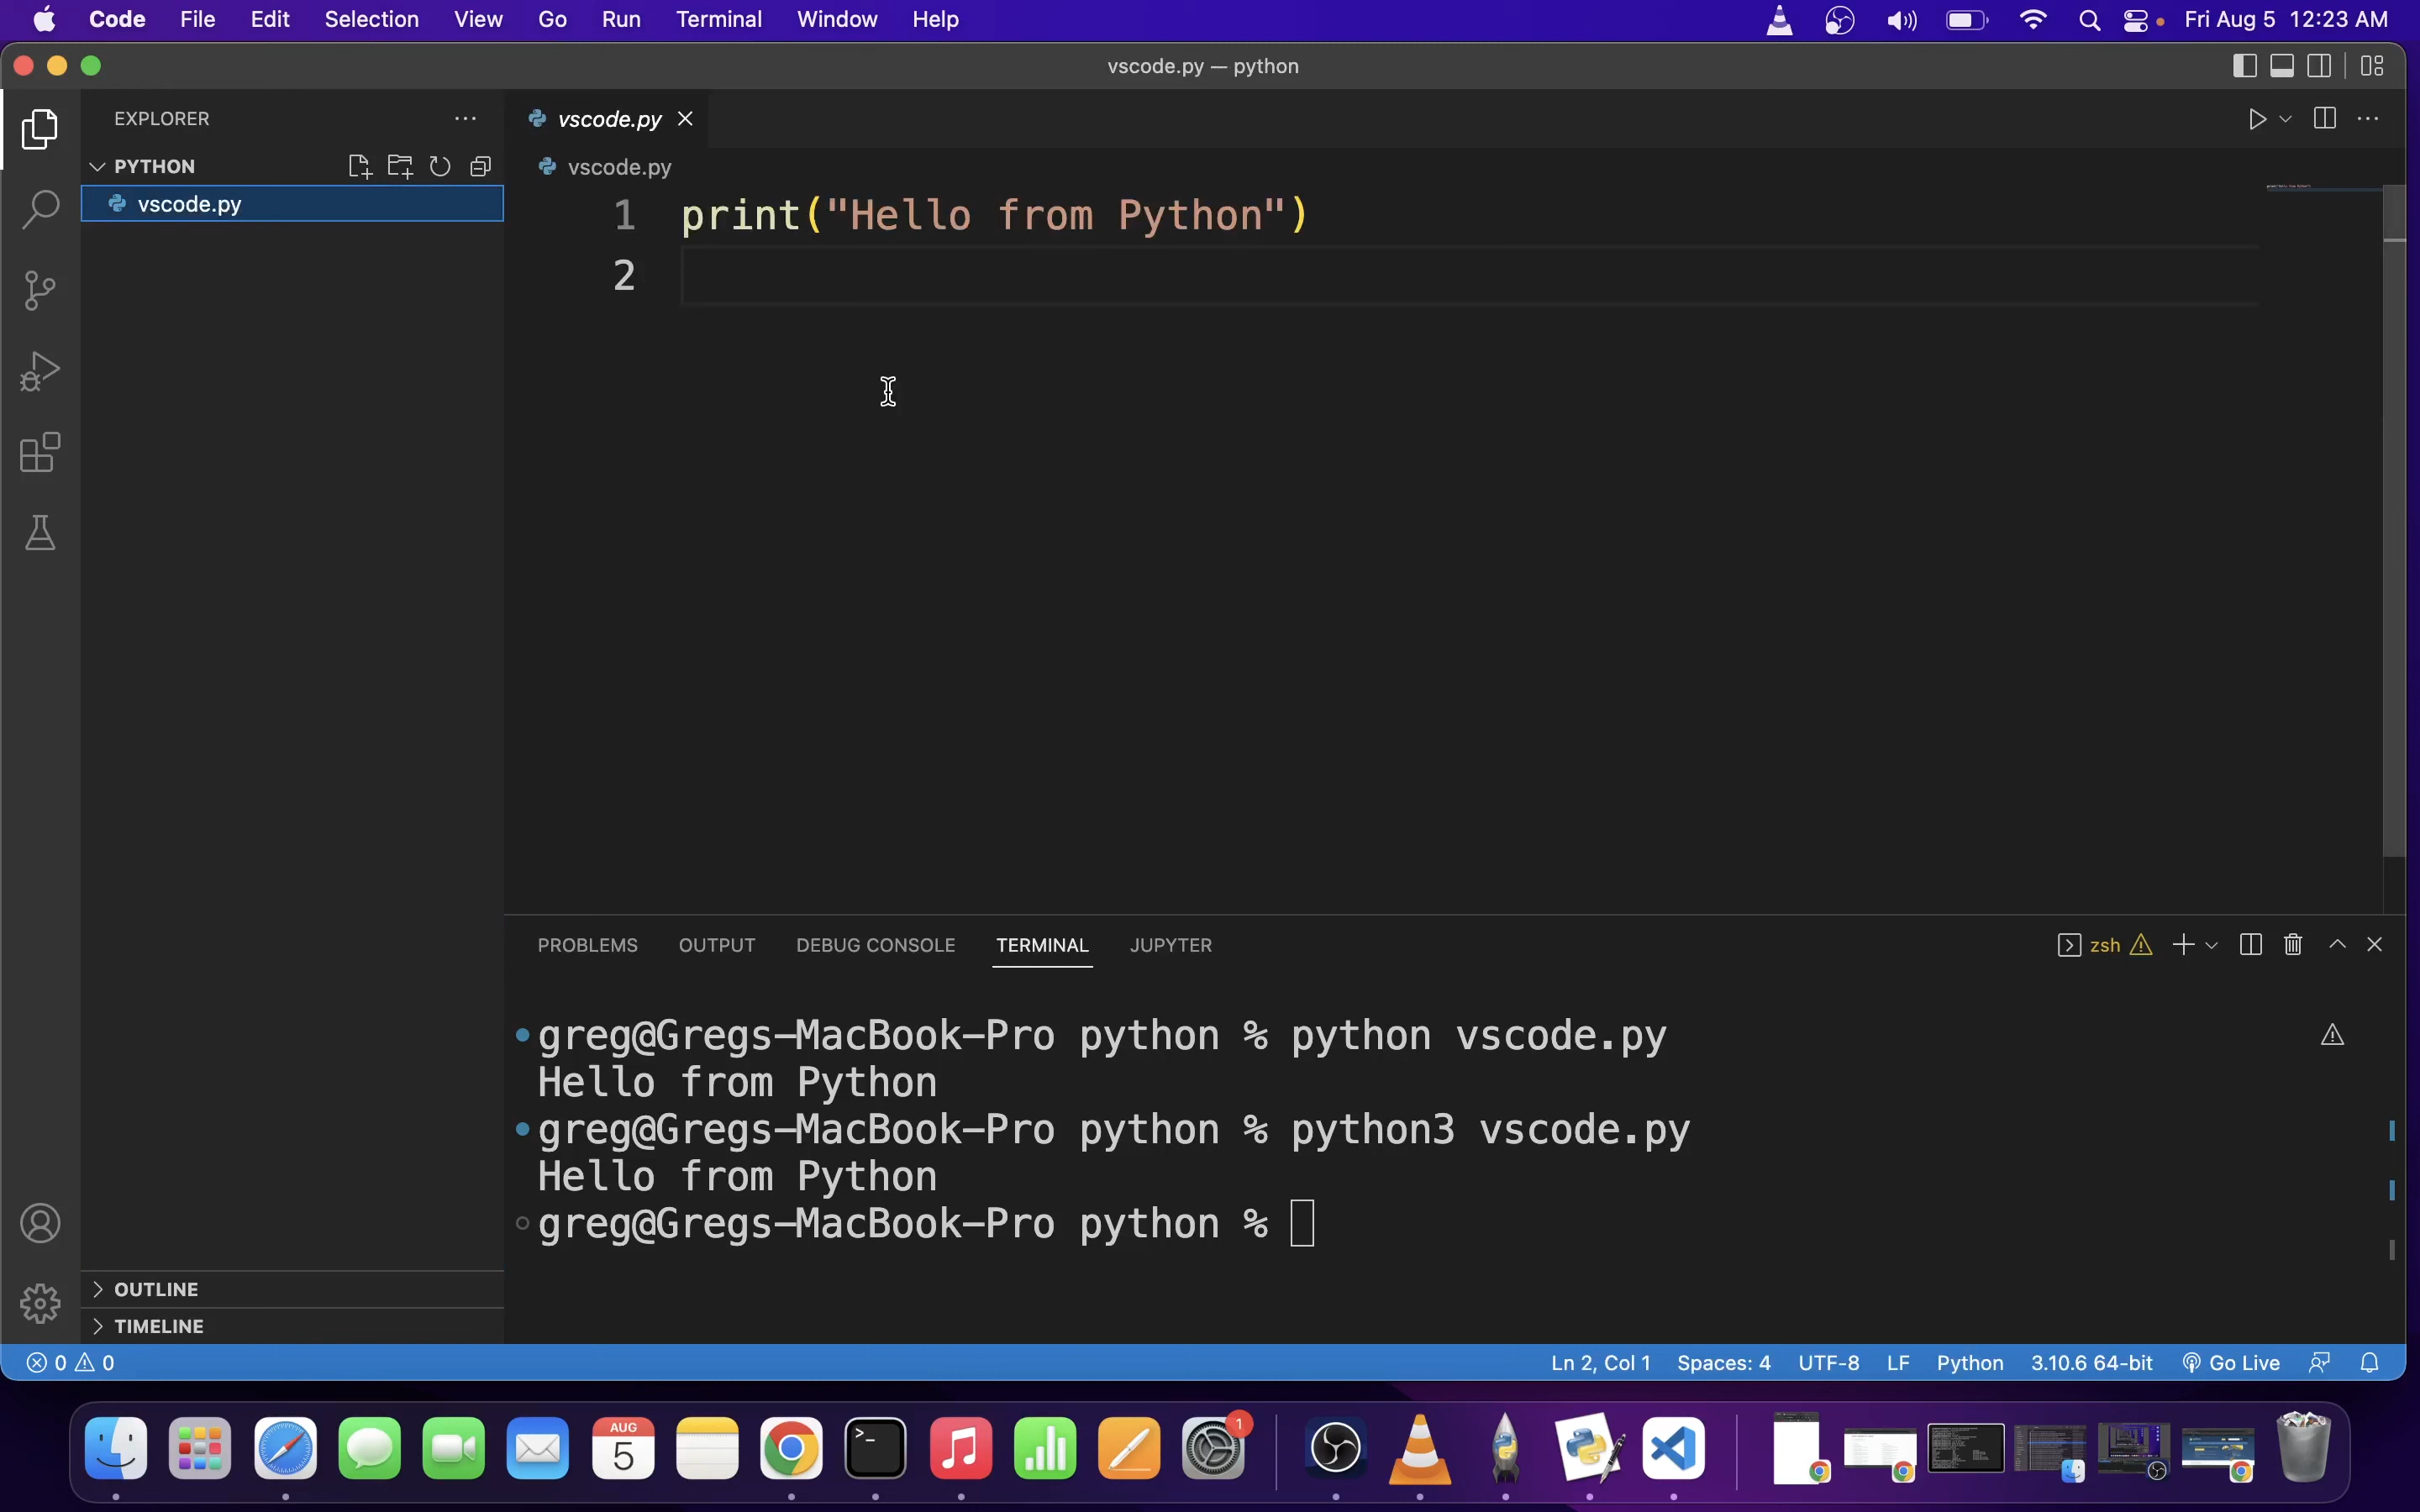 Code File Edit Selection View Go Run Terminal Window Help Fri Aug 5 12:23 AM
vscode.py — python
EXPLORER
vscode.py
PYTHON
vscode.py
vscode.py
1 print("Hello from Python")
2
PROBLEMS OUTPUT DEBUG CONSOLE TERMINAL JUPYTER zsh
greg@Gregs-MacBook-Pro python % python vscode.py
Hello from Python
greg@Gregs-MacBook-Pro python % python3 vscode.py
Hello from Python
greg@Gregs-MacBook-Pro python %
OUTLINE
TIMELINE
0 0 Ln 2, Col 1 Spaces: 4 UTF-8 LF Python 3.10.6 64-bit Go Live
AUG
5
1